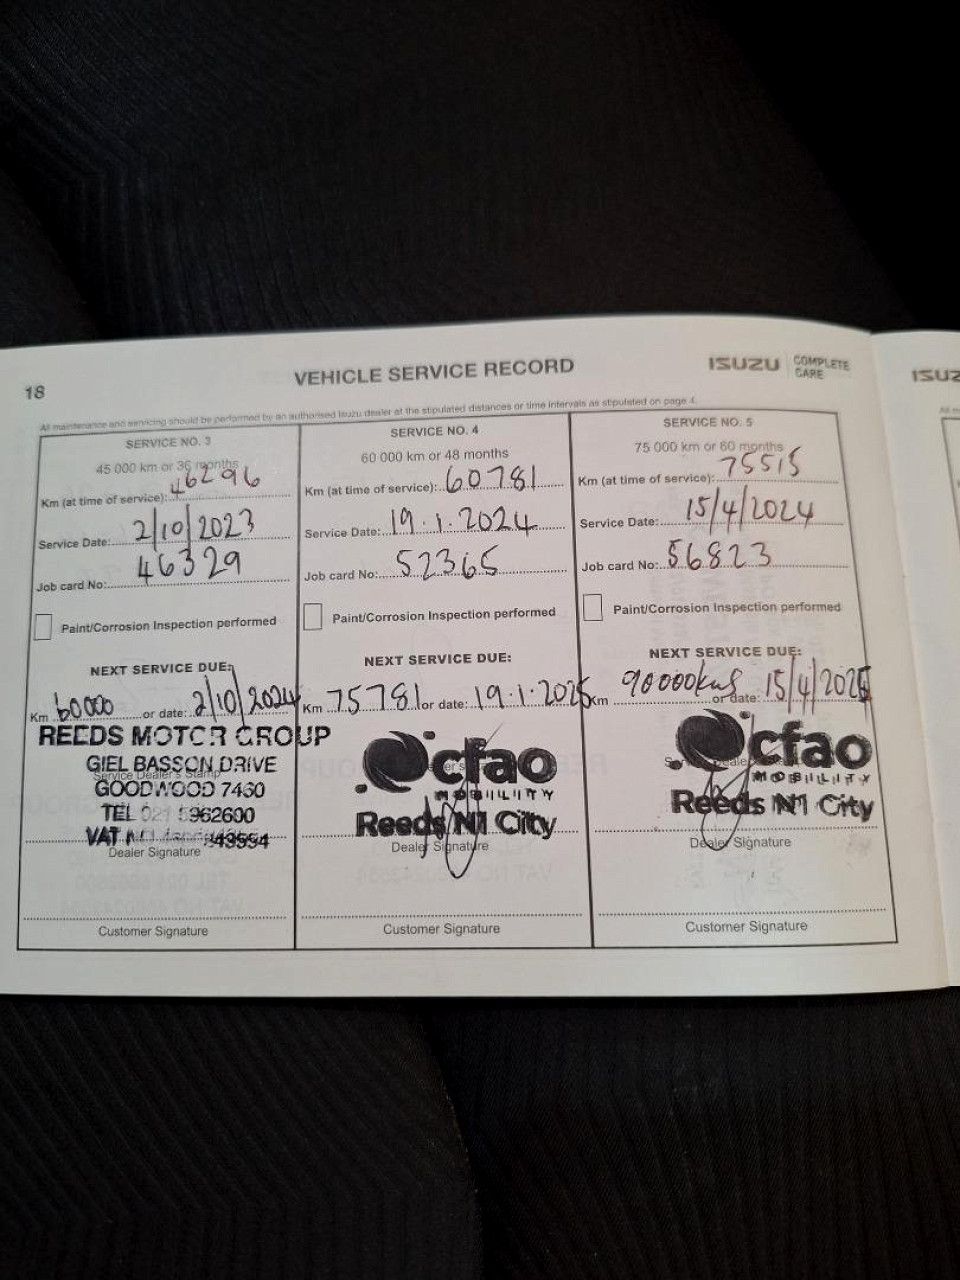 18
VEHICLE SERVICE RECORD
ISUZU COMPLETE CARE
ISUZ
All maintenance and servicing should be performed by an authorised Isuzu dealer at the stipulated distances or time intervals as stipulated on page 4.
SERVICE NO. 3
45 000 km or 36 months
Km (at time of service): 46296
Service Date: 2/10/2023
Job card No: 46329
Paint/Corrosion Inspection performed
NEXT SERVICE DUE:
Km 60000 or date: 2/10/2024
REEDS MOTOR GROUP
GIEL BASSON DRIVE
Service Dealer's Stamp
GOODWOOD 7460
TEL 021 5962600
VAT
Dealer Signature
Customer Signature
SERVICE NO. 4
60 000 km or 48 months
Km (at time of service): 60781
Service Date: 19.1.2024
Job card No: 52365
Paint/Corrosion Inspection performed
NEXT SERVICE DUE:
Km 75781 or date: 19.1.2025
cfao
MOBILITY
Reeds N1 City
Dealer Signature
Customer Signature
SERVICE NO. 5
75 000 km or 60 months
Km (at time of service): 75515
Service Date: 15/4/2024
Job card No: 56823
Paint/Corrosion Inspection performed
NEXT SERVICE DUE:
Km 90000kms or date: 15/4/2025
cfao
MOBILITY
Reeds N1 City
Dealer Signature
Customer Signature